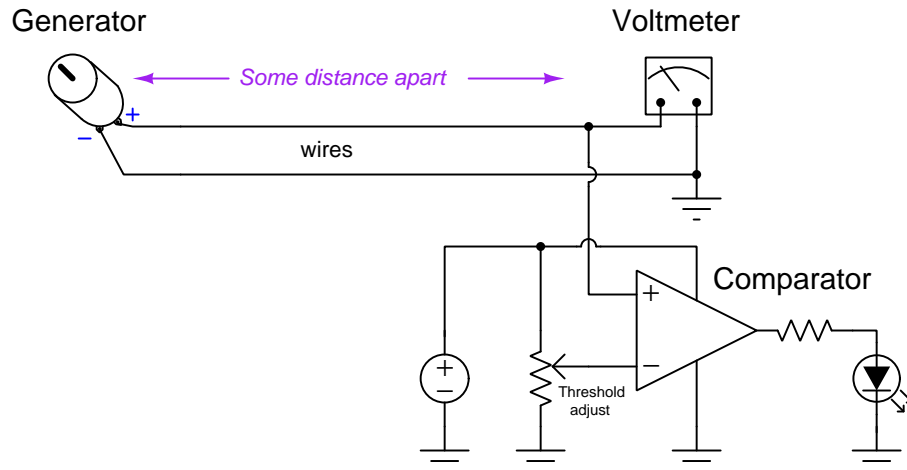 Generator
Voltmeter
Some distance apart
+
−
wires
Comparator
+
+
−
−
Threshold
adjust